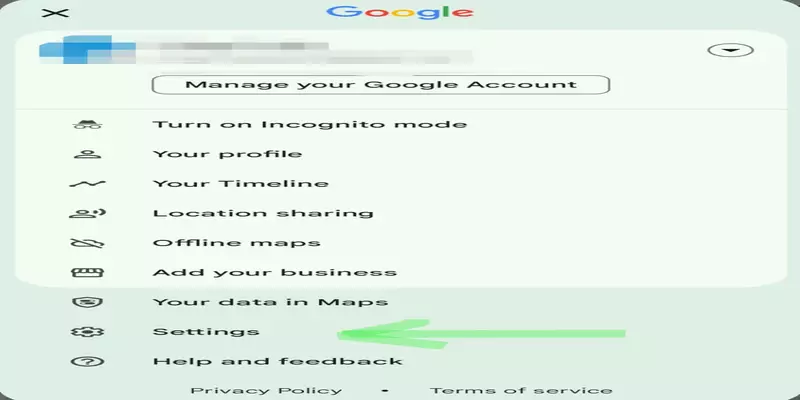 Google
Manage your Google Account
Turn on Incognito mode
Your profile
Your Timeline
Location sharing
Offline maps
Add your business
Your data in Maps
Settings
Help and feedback
Privacy Policy • Terms of service